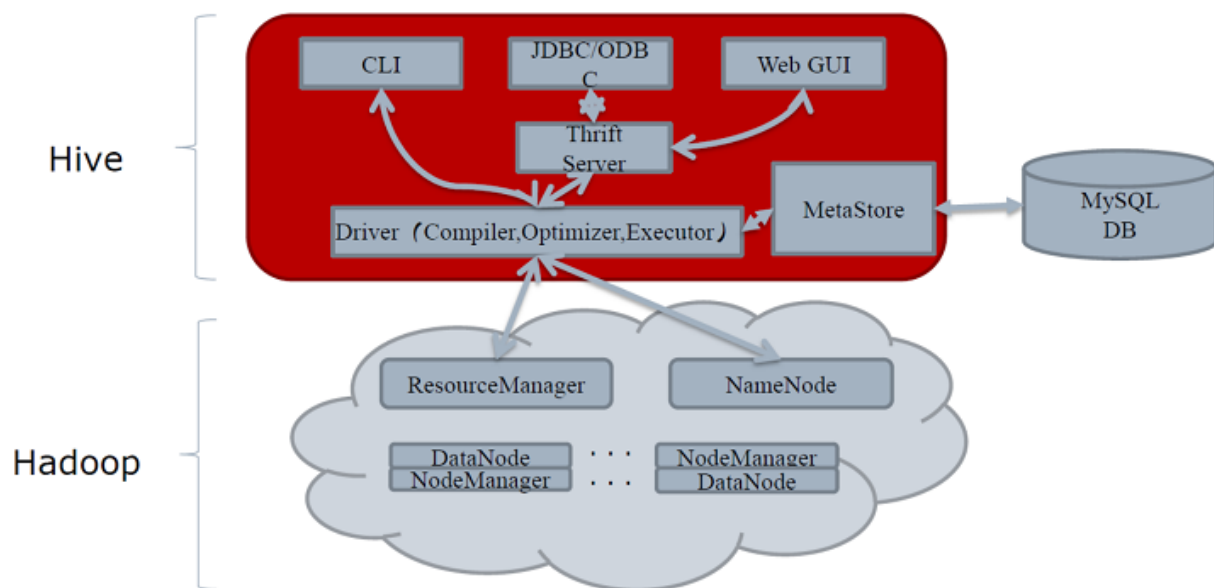 Hive
CLI
JDBC/ODB
C
Web GUI
Thrift
Server
Driver（Compiler,Optimizer,Executor）
MetaStore
MySQL
DB
Hadoop
ResourceManager
NameNode
DataNode
NodeManager
. . .
. . .
NodeManager
DataNode